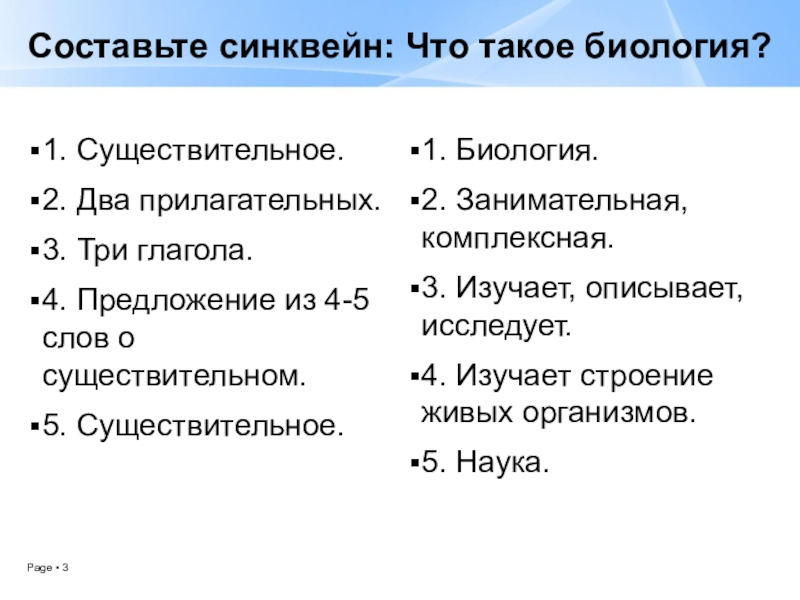 Составьте синквейн: Что такое биология?
▪1. Существительное.
▪2. Два прилагательных.
▪3. Три глагола.
▪4. Предложение из 4-5
слов о
существительном.
▪5. Существительное.
▪1. Биология.
▪2. Занимательная,
комплексная.
▪3. Изучает, описывает,
исследует.
▪4. Изучает строение
живых организмов.
▪5. Наука.
Page ▪ 3